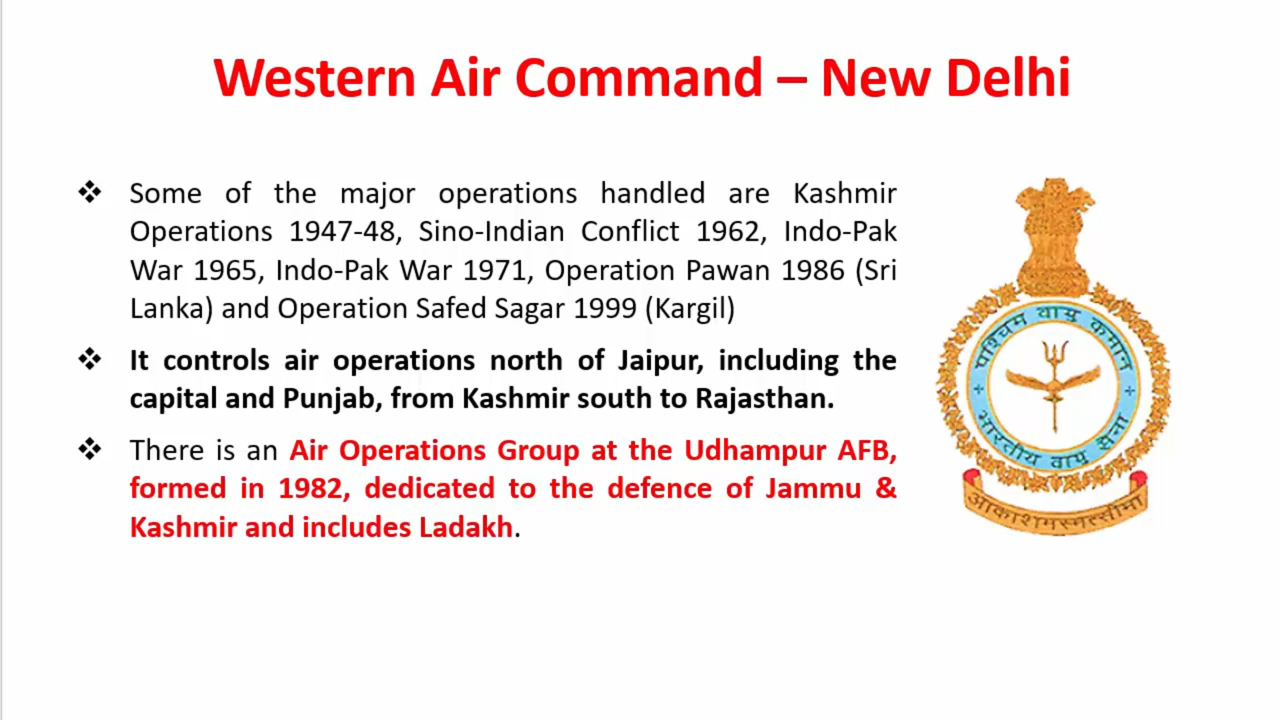 Western Air Command – New Delhi
❖ Some of the major operations handled are Kashmir
Operations 1947-48, Sino-Indian Conflict 1962, Indo-Pak
War 1965, Indo-Pak War 1971, Operation Pawan 1986 (Sri
Lanka) and Operation Safed Sagar 1999 (Kargil)
❖ It controls air operations north of Jaipur, including the
capital and Punjab, from Kashmir south to Rajasthan.
❖ There is an Air Operations Group at the Udhampur AFB,
formed in 1982, dedicated to the defence of Jammu &
Kashmir and includes Ladakh.
पश्चिम वायु कमान
भारतीय वायु सेना